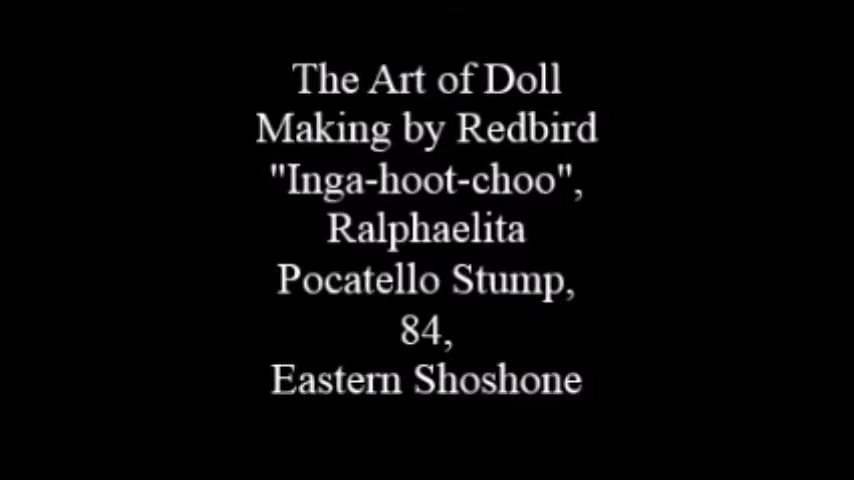 The Art of Doll
Making by Redbird
"Inga-hoot-choo",
Ralphaelita
Pocatello Stump,
84,
Eastern Shoshone